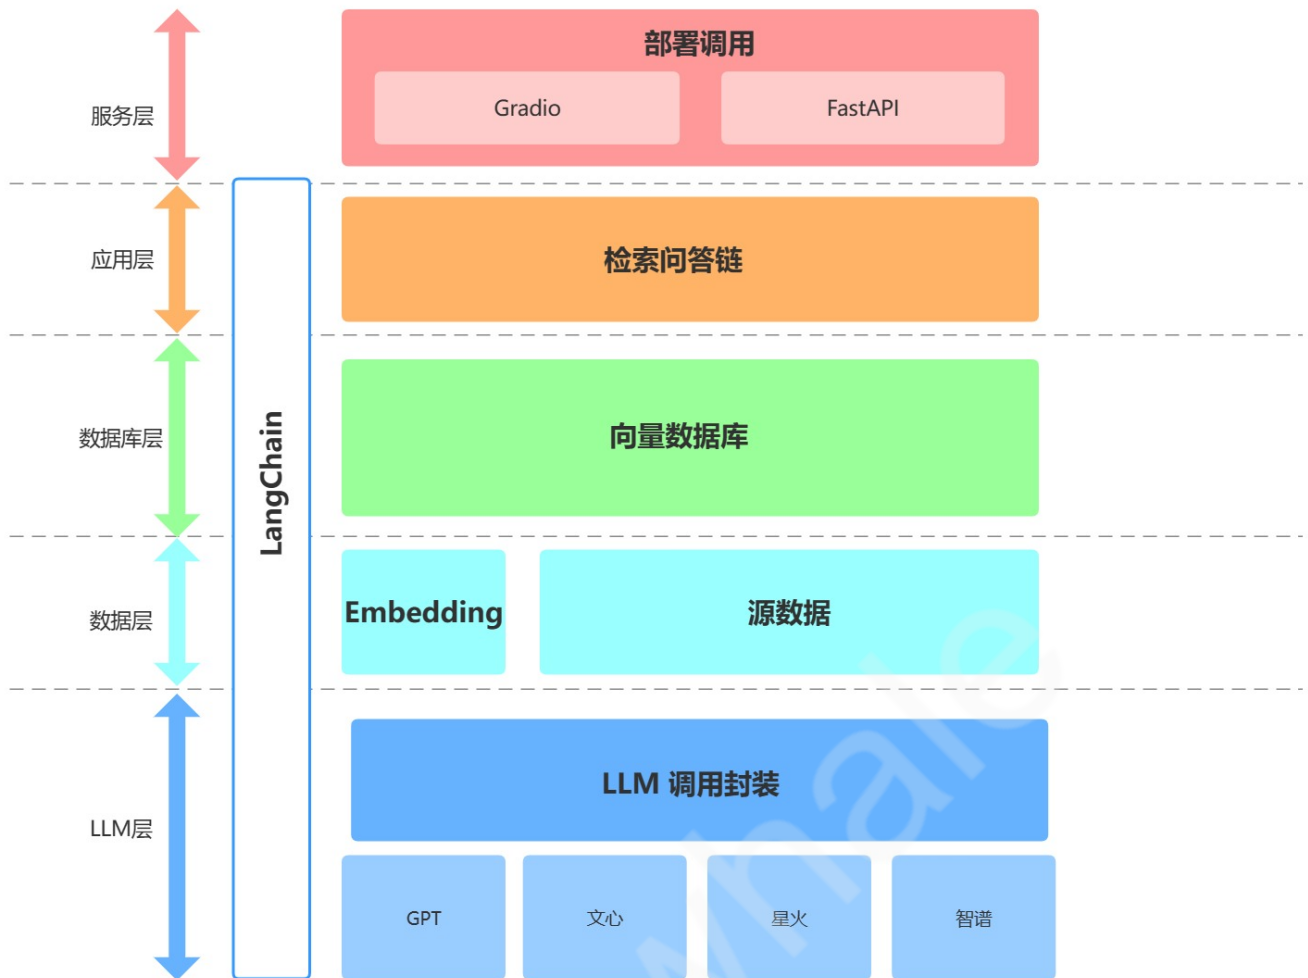 部署调用
Gradio
FastAPI
服务层
应用层
检索问答链
数据库层
向量数据库
LangChain
数据层
Embedding
源数据
LLM层
LLM 调用封装
GPT
文心
星火
智谱
whale